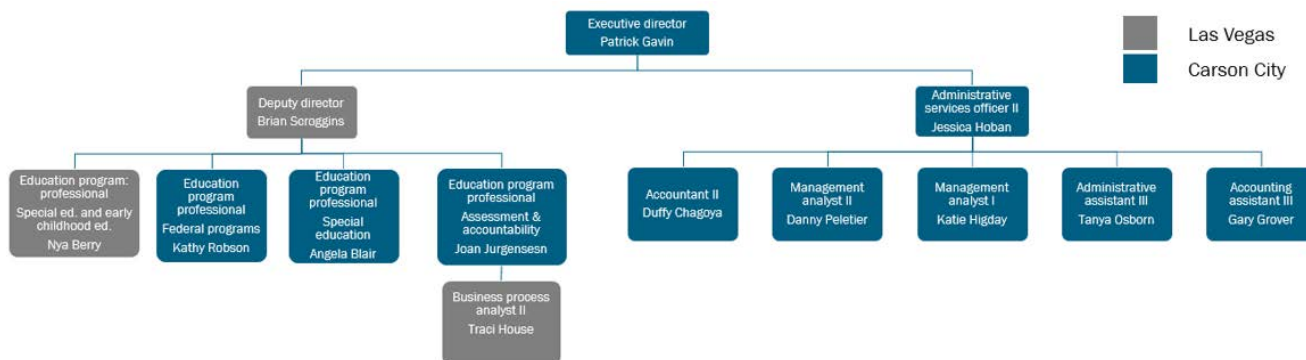 Executive director
Patrick Gavin
Las Vegas
Carson City
Deputy director
Brian Scroggins
Administrative
services officer II
Jessica Hoban
Education program:
professional
Special ed. and early
childhood ed.
Nya Berry
Education
program
professional
Federal programs
Kathy Robson
Education
program
professional
Special
education
Angela Blair
Education program
professional
Assessment &
accountability
Joan Jurgensesn
Accountant II
Duffy Chagoya
Management
analyst II
Danny Peletier
Management
analyst I
Katie Higday
Administrative
assistant III
Tanya Osborn
Accounting
assistant III
Gary Grover
Business process
analyst II
Traci House